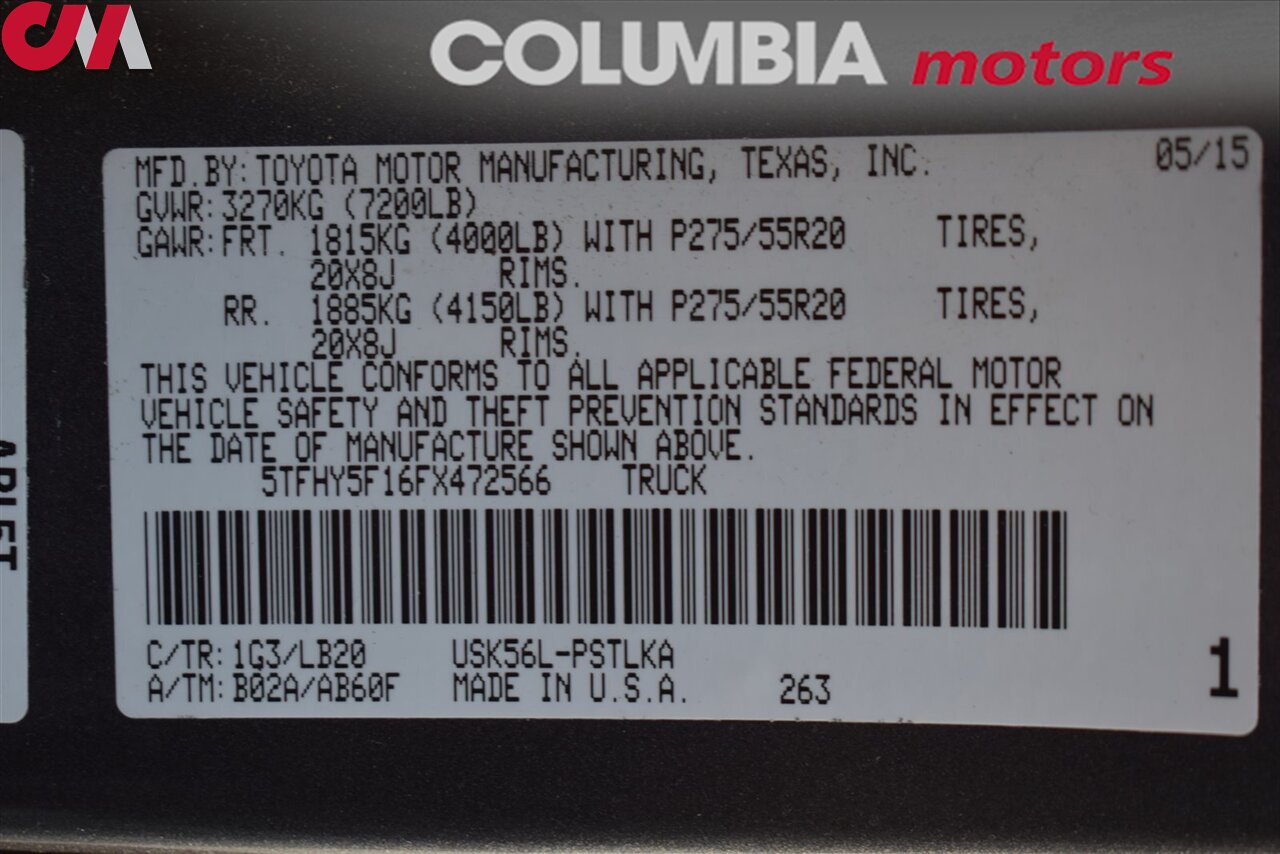 CM COLUMBIA motors
MFD.BY: TOYOTA MOTOR MANUFACTURING, TEXAS, INC. 05/15
GVWR: 3270KG (7200LB)
GAWR: FRT. 1815KG (4000LB) WITH P275/55R20 TIRES,
20X8J RIMS.
RR. 1885KG (4150LB) WITH P275/55R20 TIRES,
20X8J RIMS.
THIS VEHICLE CONFORMS TO ALL APPLICABLE FEDERAL MOTOR
VEHICLE SAFETY AND THEFT PREVENTION STANDARDS IN EFFECT ON
THE DATE OF MANUFACTURE SHOWN ABOVE.
5TFHY5F16FX472566 TRUCK
C/TR: 1G3/LB20 USK56L-PSTLKA
A/TM: B02A/AB60F MADE IN U.S.A. 263 1